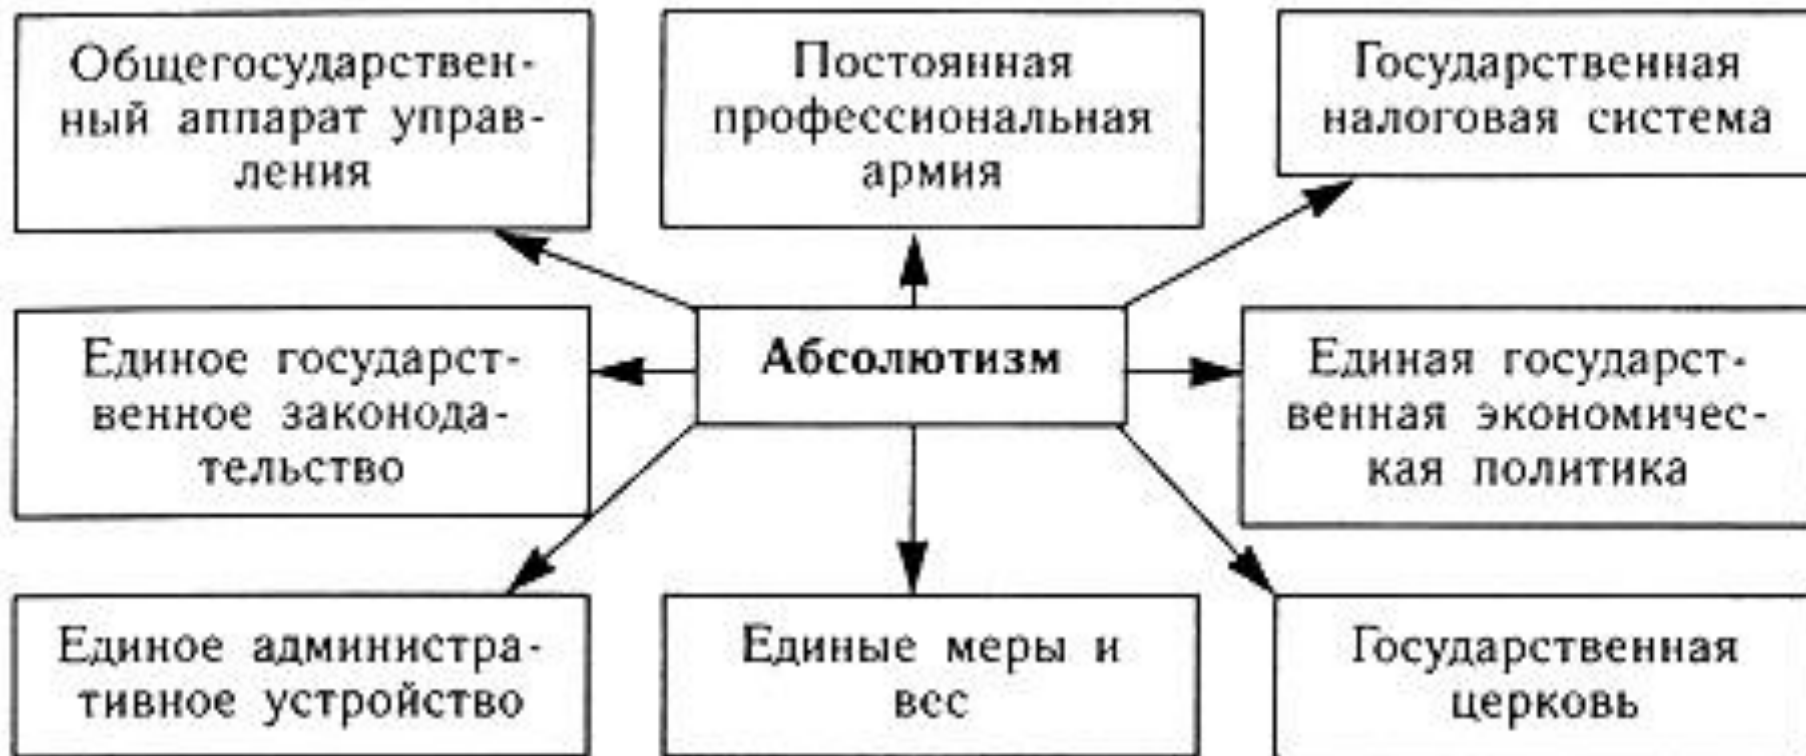 Общегосударствен-
ный аппарат управ-
ления
Постоянная
профессиональная
армия
Государственная
налоговая система
Единое государст-
венное законода-
тельство
Абсолютизм
Единая государст-
венная экономичес-
кая политика
Единое администра-
тивное устройство
Единые меры и
вес
Государственная
церковь